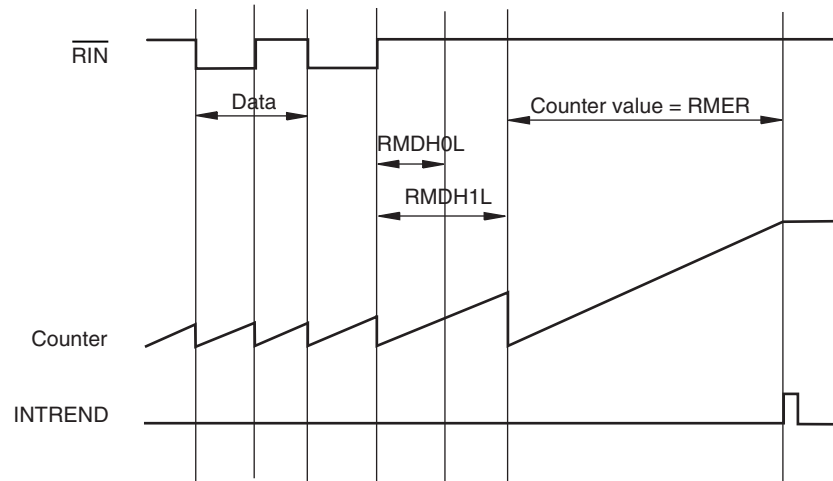 RIN
Data
Counter value = RMER
RMDH0L
RMDH1L
Counter
INTREND